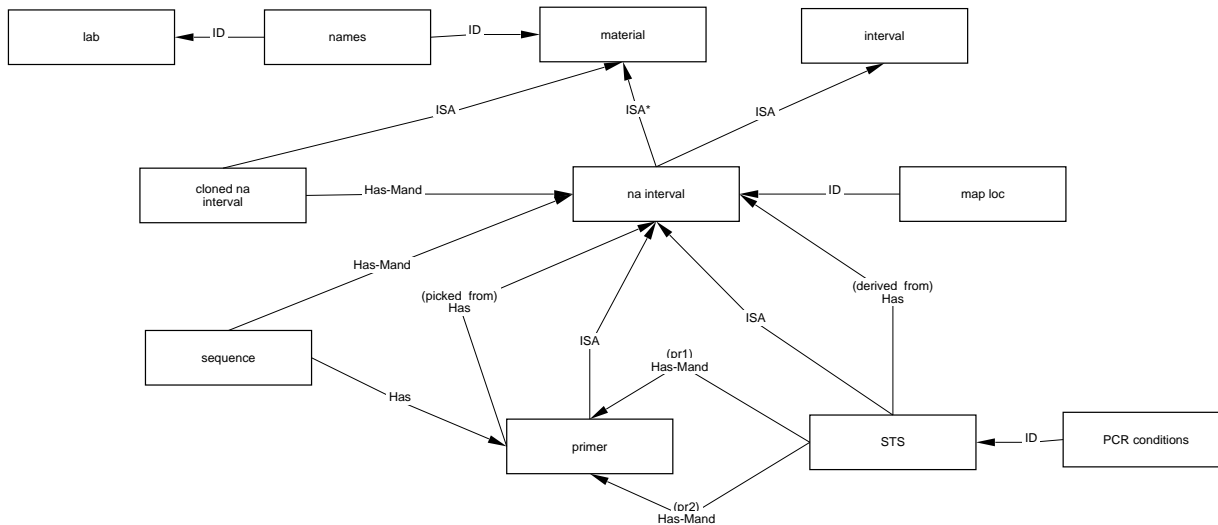 lab
ID
names
ID
material
interval
ISA
ISA*
ISA
cloned na
interval
Has-Mand
na interval
ID
map loc
Has-Mand
(picked from)
Has
(derived from)
Has
ISA
ISA
sequence
(pr1)
Has-Mand
Has
primer
STS
ID
PCR conditions
(pr2)
Has-Mand